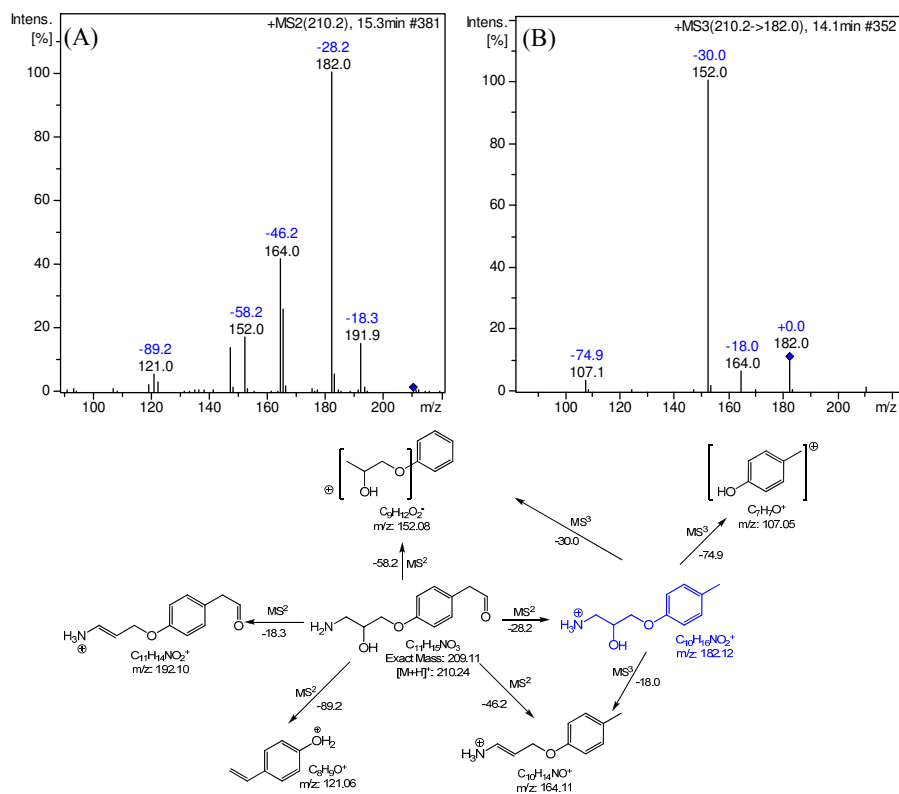 Intens.
[%]
(A)
+MS2(210.2), 15.3min #381
-28.2
182.0
-46.2
164.0
-58.2
152.0
-18.3
191.9
-89.2
121.0
100
80
60
40
20
0
100
120
140
160
180
200
m/z
Intens.
[%]
(B)
+MS3(210.2->182.0), 14.1min #352
-30.0
152.0
+0.0
182.0
-18.0
164.0
-74.9
107.1
100
80
60
40
20
0
100
120
140
160
180
200
m/z
⊕
O
OH
C9H12O2-
m/z: 152.08
⊕
HO
C7H7O+
m/z: 107.05
MS3
-30.0
MS3
-74.9
-58.2
MS2
H3N
⊕
O
O
C11H14NO2+
m/z: 192.10
MS2
-18.3
H2N
OH
O
O
C11H15NO3
Exact Mass: 209.11
[M+H]+: 210.24
MS2
-28.2
⊕
H3N
OH
O
C10H16NO2+
m/z: 182.12
MS2
-89.2
MS2
-46.2
MS3
-18.0
⊕
OH2
C8H9O+
m/z: 121.06
⊕
H3N
O
C10H14NO+
m/z: 164.11